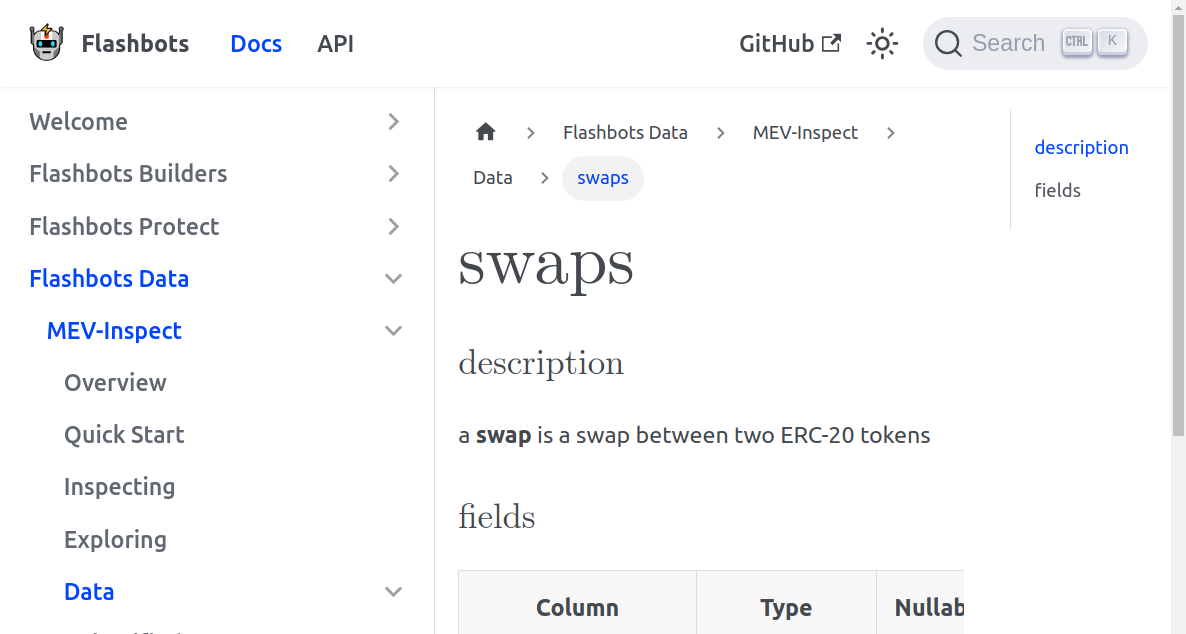 Flashbots Docs API GitHub Search CTRL K
Welcome
Flashbots Builders
Flashbots Protect
Flashbots Data
MEV-Inspect
Overview
Quick Start
Inspecting
Exploring
Data
Flashbots Data MEV-Inspect
Data swaps
swaps
description
a swap is a swap between two ERC-20 tokens
fields
Column Type Nullab
description
fields